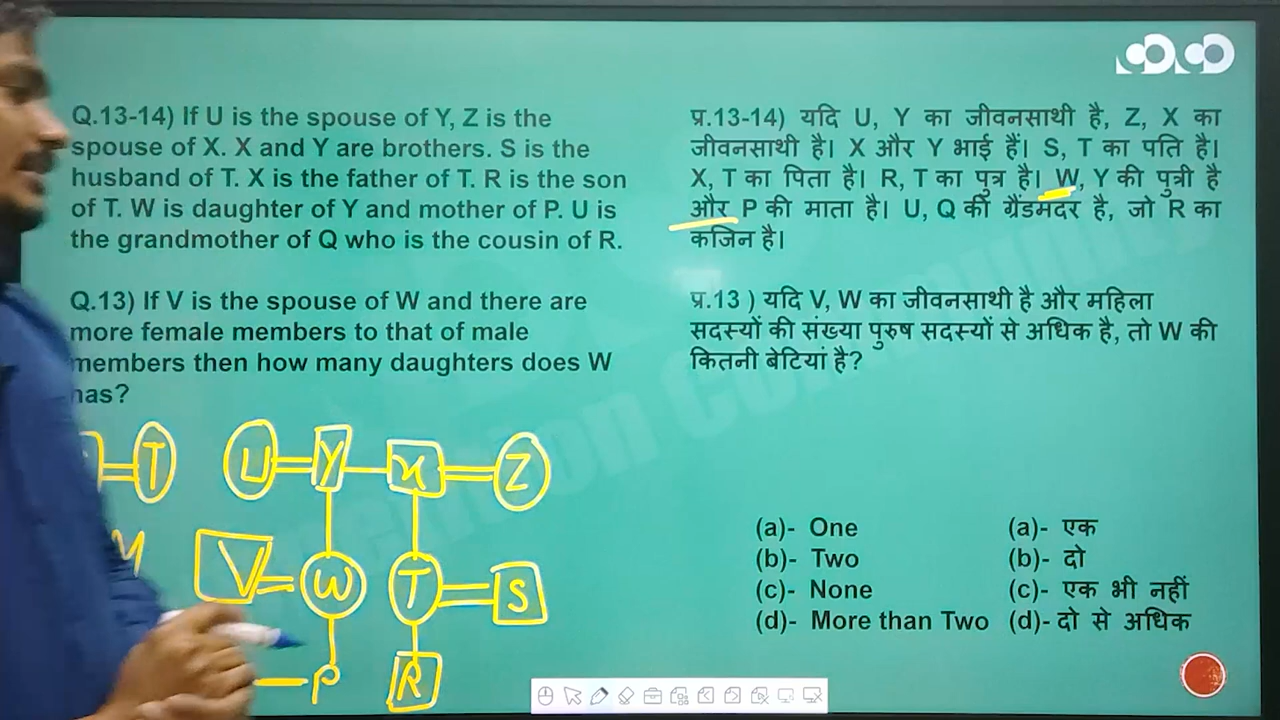 Q.13-14) If U is the spouse of Y, Z is the
spouse of X. X and Y are brothers. S is the
husband of T. X is the father of T. R is the son
of T. W is daughter of Y and mother of P. U is
the grandmother of Q who is the cousin of R.
Q.13) If V is the spouse of W and there are
more female members to that of male
members then how many daughters does W
has?
प्र.13-14) यदि U, Y का जीवनसाथी है, Z, X का
जीवनसाथी है। X और Y भाई हैं। S, T का पति है।
X, T का पिता है। R, T का पुत्र है। W, Y की पुत्री है
और P की माता है। U, Q की ग्रैंडमदर है, जो R का
कजिन है।
प्र.13 ) यदि V, W का जीवनसाथी है और महिला
सदस्यों की संख्या पुरुष सदस्यों से अधिक है, तो W की
कितनी बेटियां है?
(a)- One (a)- एक
(b)- Two (b)- दो
(c)- None (c)- एक भी नहीं
(d)- More than Two (d)- दो से अधिक
T U Y X Z
V W T S
P R